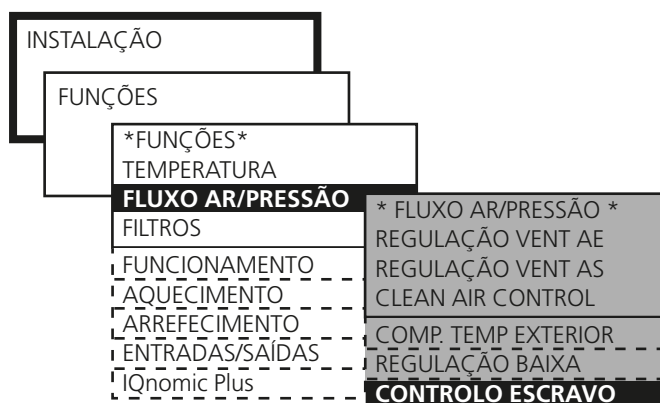 INSTALAÇÃO
FUNÇÕES
*FUNÇÕES*
TEMPERATURA
FLUXO AR/PRESSÃO
FILTROS
FUNCIONAMENTO
AQUECIMENTO
ARREFECIMENTO
ENTRADAS/SAÍDAS
IQnomic Plus
* FLUXO AR/PRESSÃO *
REGULAÇÃO VENT AE
REGULAÇÃO VENT AS
CLEAN AIR CONTROL
COMP. TEMP EXTERIOR
REGULAÇÃO BAIXA
CONTROLO ESCRAVO